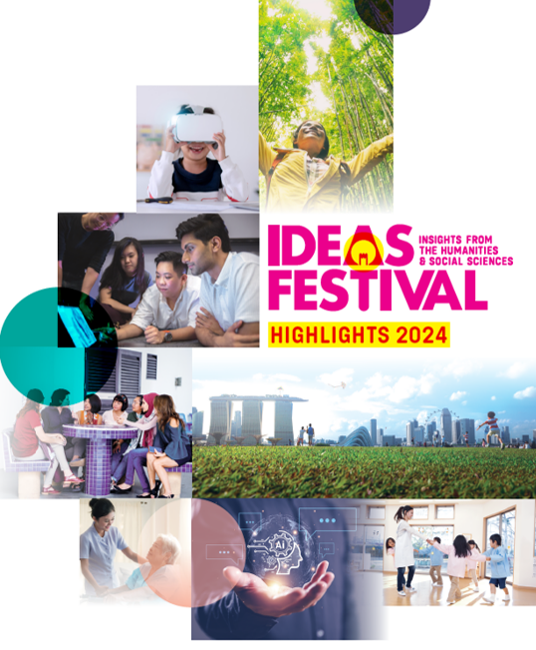 IDEAS
FESTIVAL
INSIGHTS FROM
THE HUMANITIES
& SOCIAL SCIENCES
HIGHLIGHTS 2024
Ai